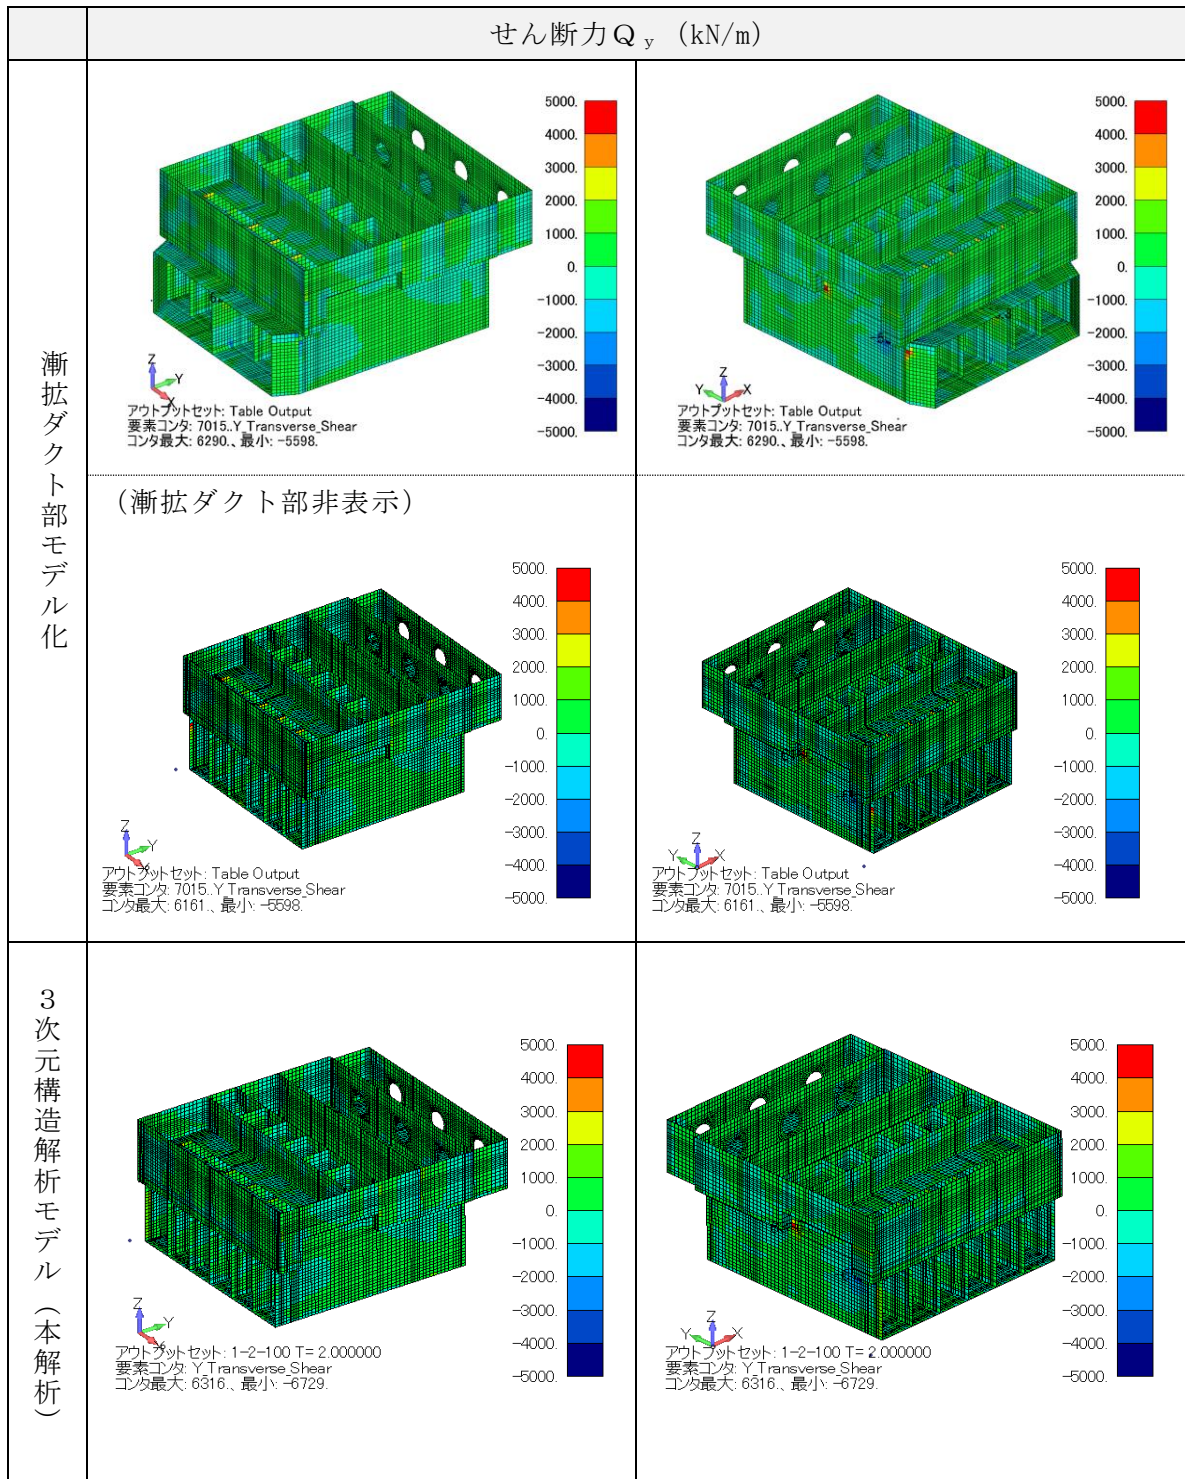 せん断力Ｑｙ (kN/m)
漸拡ダクト部モデル化
5000.
4000.
3000.
2000.
1000.
0.
-1000.
-2000.
-3000.
-4000.
-5000.
Z
Y
X
アウトプットセット: Table Output
要素コンタ: 7015..Y_Transverse_Shear
コンタ最大: 6290.、最小: -5598.
5000.
4000.
3000.
2000.
1000.
0.
-1000.
-2000.
-3000.
-4000.
-5000.
Z
Y
X
アウトプットセット: Table Output
要素コンタ: 7015..Y_Transverse_Shear
コンタ最大: 6290.、最小: -5598.
(漸拡ダクト部非表示)
5000.
4000.
3000.
2000.
1000.
0.
-1000.
-2000.
-3000.
-4000.
-5000.
Z
Y
X
アウトプットセット: Table Output
要素コンタ: 7015..Y_Transverse_Shear
コンタ最大: 6161.、最小: -5598.
5000.
4000.
3000.
2000.
1000.
0.
-1000.
-2000.
-3000.
-4000.
-5000.
Z
Y
X
アウトプットセット: Table Output
要素コンタ: 7015..Y_Transverse_Shear
コンタ最大: 6161.、最小: -5598.
３次元構造解析モデル（本解析）
5000.
4000.
3000.
2000.
1000.
0.
-1000.
-2000.
-3000.
-4000.
-5000.
Z
Y
X
アウトプットセット: 1-2-100 T= 2.000000
要素コンタ: Y_Transverse_Shear
コンタ最大: 6316.、最小: -6729.
5000.
4000.
3000.
2000.
1000.
0.
-1000.
-2000.
-3000.
-4000.
-5000.
Z
Y
X
アウトプットセット: 1-2-100 T= 2.000000
要素コンタ: Y_Transverse_Shear
コンタ最大: 6316.、最小: -6729.